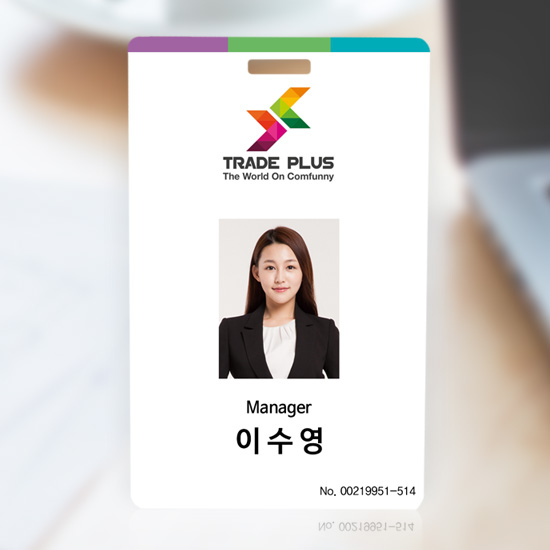 TRADE PLUS
The World On Comfunny
Manager
이수영
No. 00219951-514